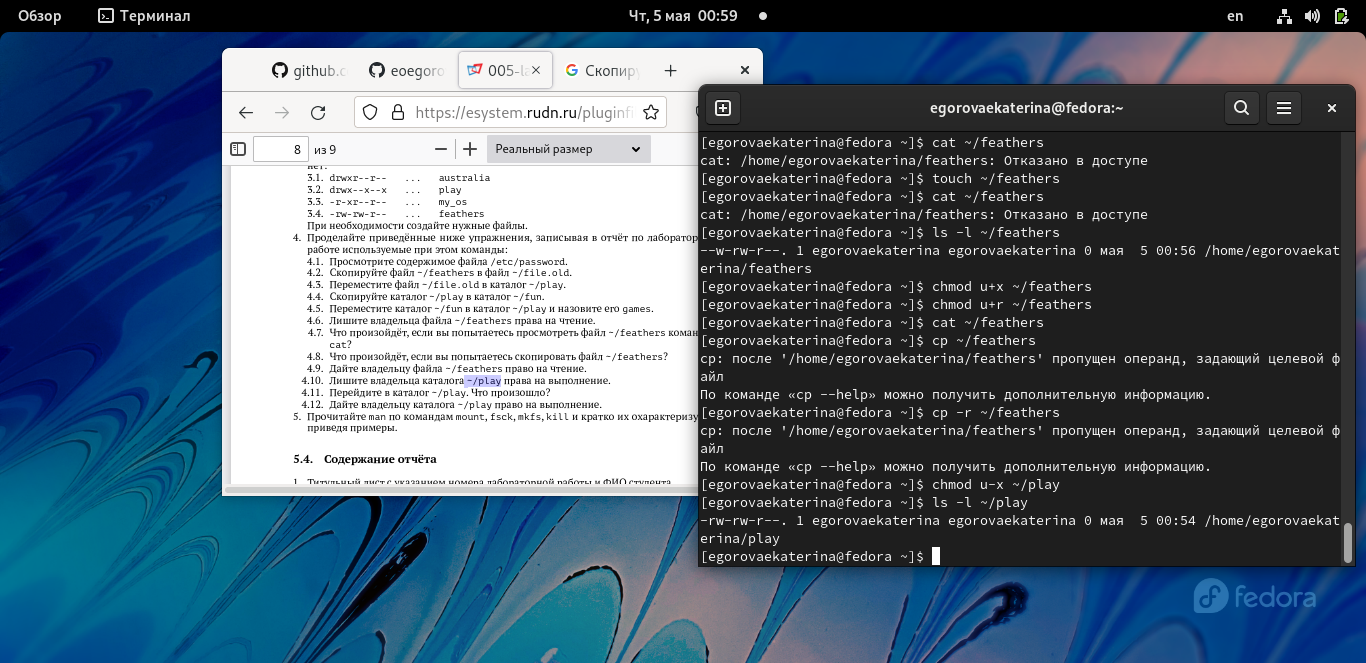 Обзор
Терминал
Чт, 5 мая 00:59
en
github.c
eoegoro
005-la
Скопиру
https://esystem.rudn.ru/pluginfi
8 из 9
Реальный размер
нет:
3.1. drwxr--r-- ... australia
3.2. drwx--x--x ... play
3.3. -r-xr--r-- ... my_os
3.4. -rw-rw-r-- ... feathers
При необходимости создайте нужные файлы.
4. Проделайте приведённые ниже упражнения, записывая в отчёт по лаборатор
работе используемые при этом команды:
4.1. Просмотрите содержимое файла /etc/password.
4.2. Скопируйте файл ~/feathers в файл ~/file.old.
4.3. Переместите файл ~/file.old в каталог ~/play.
4.4. Скопируйте каталог ~/play в каталог ~/fun.
4.5. Переместите каталог ~/fun в каталог ~/play и назовите его games.
4.6. Лишите владельца файла ~/feathers права на чтение.
4.7. Что произойдёт, если вы попытаетесь просмотреть файл ~/feathers коман
cat?
4.8. Что произойдёт, если вы попытаетесь скопировать файл ~/feathers?
4.9. Дайте владельцу файла ~/feathers право на чтение.
4.10. Лишите владельца каталога ~/play права на выполнение.
4.11. Перейдите в каталог ~/play. Что произошло?
4.12. Дайте владельцу каталога ~/play право на выполнение.
5. Прочитайте man по командам mount, fsck, mkfs, kill и кратко их охарактеризу
приведя примеры.
5.4. Содержание отчёта
1. Титульный лист с указанием номера лабораторной работы и ФИО студента
egorovaekaterina@fedora:~
[egorovaekaterina@fedora ~]$ cat ~/feathers
cat: /home/egorovaekaterina/feathers: Отказано в доступе
[egorovaekaterina@fedora ~]$ touch ~/feathers
[egorovaekaterina@fedora ~]$ cat ~/feathers
cat: /home/egorovaekaterina/feathers: Отказано в доступе
[egorovaekaterina@fedora ~]$ ls -l ~/feathers
--w-rw-r--. 1 egorovaekaterina egorovaekaterina 0 мая  5 00:56 /home/egorovaekat
erina/feathers
[egorovaekaterina@fedora ~]$ chmod u+x ~/feathers
[egorovaekaterina@fedora ~]$ chmod u+r ~/feathers
[egorovaekaterina@fedora ~]$ cat ~/feathers
[egorovaekaterina@fedora ~]$ cp ~/feathers
cp: после '/home/egorovaekaterina/feathers' пропущен операнд, задающий целевой ф
айл
По команде «cp --help» можно получить дополнительную информацию.
[egorovaekaterina@fedora ~]$ cp -r ~/feathers
cp: после '/home/egorovaekaterina/feathers' пропущен операнд, задающий целевой ф
айл
По команде «cp --help» можно получить дополнительную информацию.
[egorovaekaterina@fedora ~]$ chmod u-x ~/play
[egorovaekaterina@fedora ~]$ ls -l ~/play
-rw-rw-r--. 1 egorovaekaterina egorovaekaterina 0 мая  5 00:54 /home/egorovaekat
erina/play
[egorovaekaterina@fedora ~]$
fedora